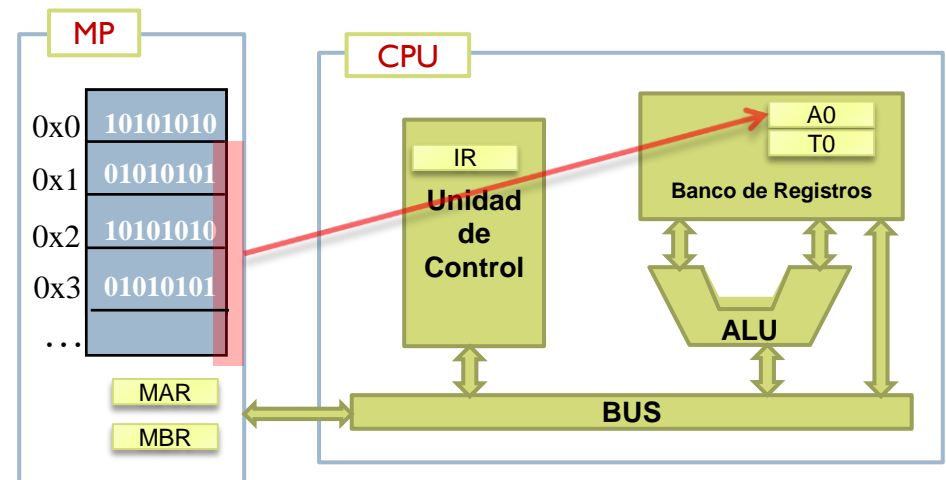 MP
0x0 10101010
0x1 01010101
0x2 10101010
0x3 01010101
…
MAR
MBR
CPU
IR
Unidad
de
Control
A0
T0
Banco de Registros
ALU
BUS